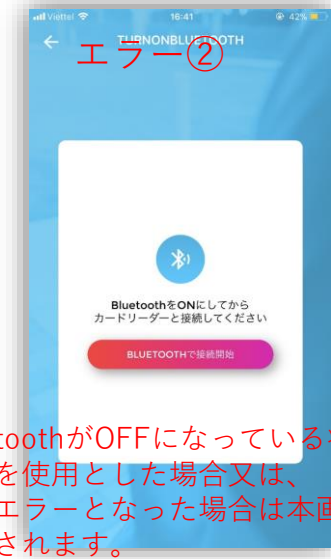 Viettel 16:41 42%
TURNONBLUETOOTH
エラー②
BluetoothをONにしてから
カードリーダーと接続してください
BLUETOOTHで接続開始
toothがOFFになっている
を使用とした場合又は、
エラーとなった場合は本画
されます。